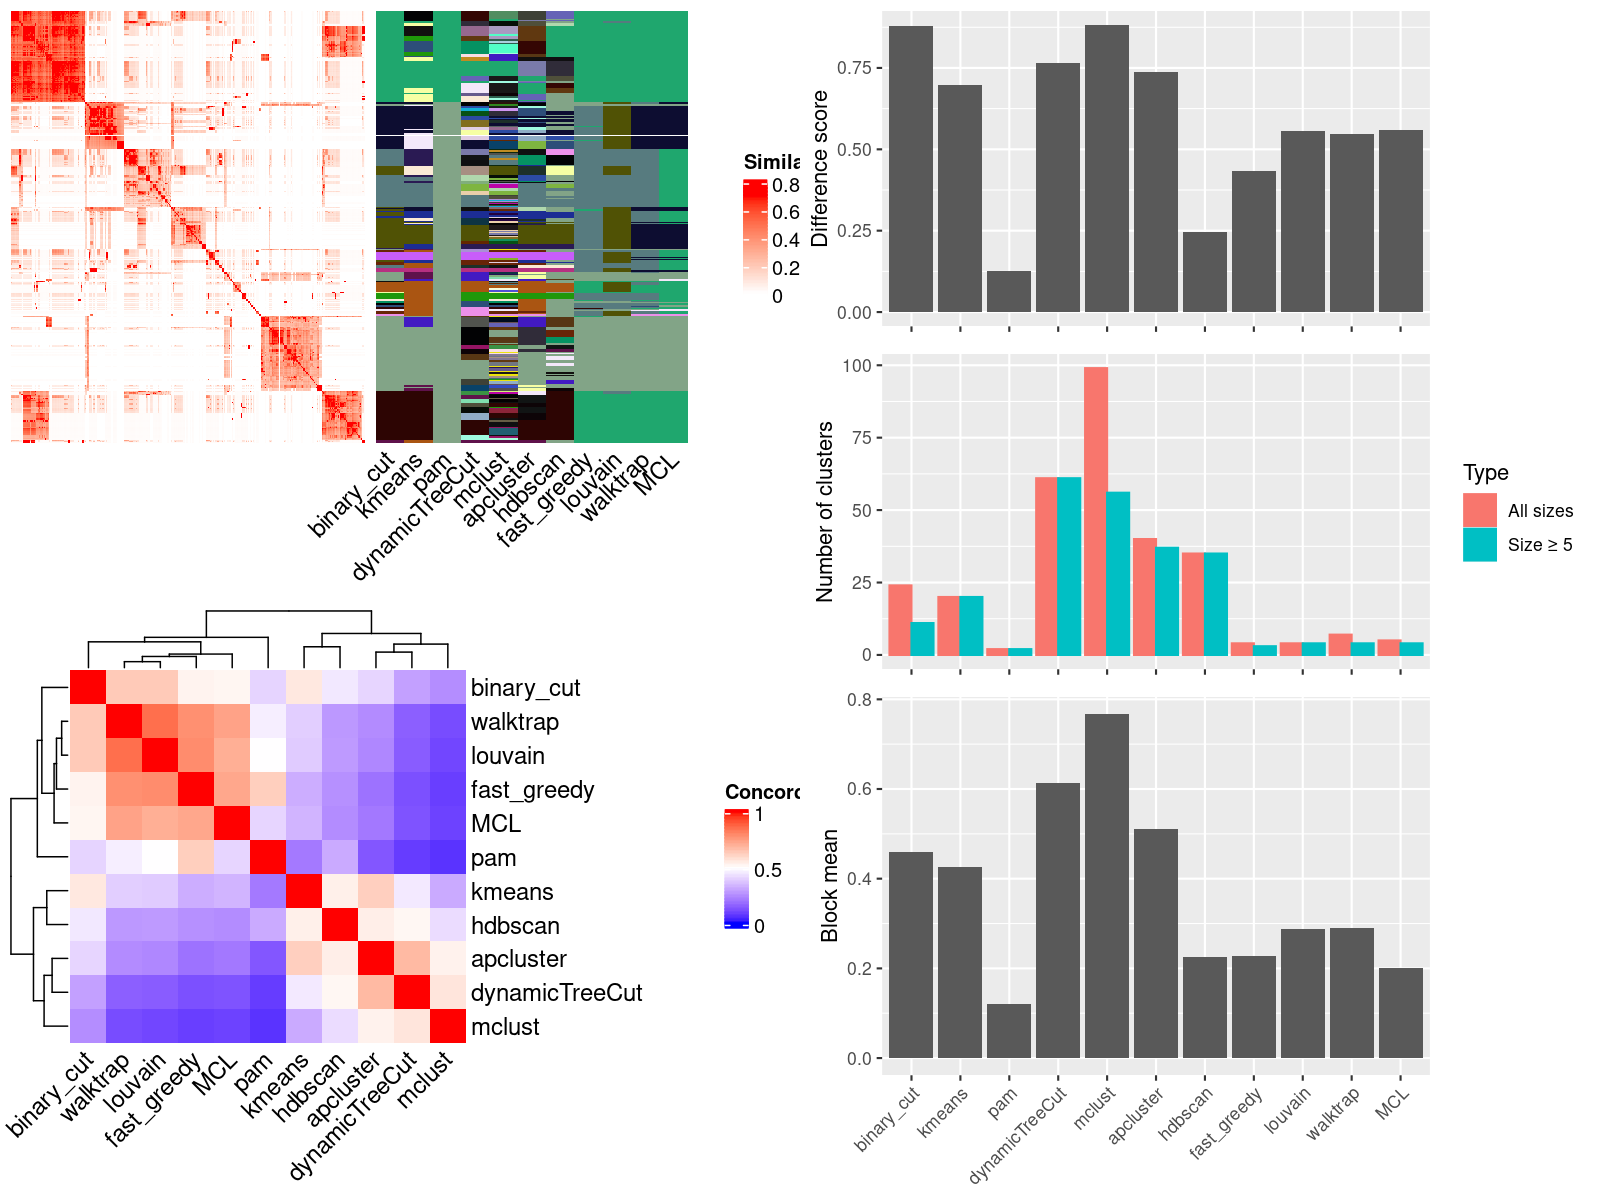 Simila
0.8
0.6
0.4
0.2
0
binary_cut
kmeans
pam
dynamicTreeCut
mclust
apcluster
hdbscan
fast_greedy
louvain
walktrap
MCL
Difference score
0.75
0.50
0.25
0.00
Number of clusters
100
75
50
25
0
Type
All sizes
Size ≥ 5
Block mean
0.8
0.6
0.4
0.2
0.0
binary_cut
kmeans
pam
dynamicTreeCut
mclust
apcluster
hdbscan
fast_greedy
louvain
walktrap
MCL
binary_cut
walktrap
louvain
fast_greedy
MCL
pam
kmeans
hdbscan
apcluster
dynamicTreeCut
mclust
binary_cut
walktrap
louvain
fast_greedy
MCL
pam
kmeans
hdbscan
apcluster
dynamicTreeCut
mclust
Concord
1
0.5
0